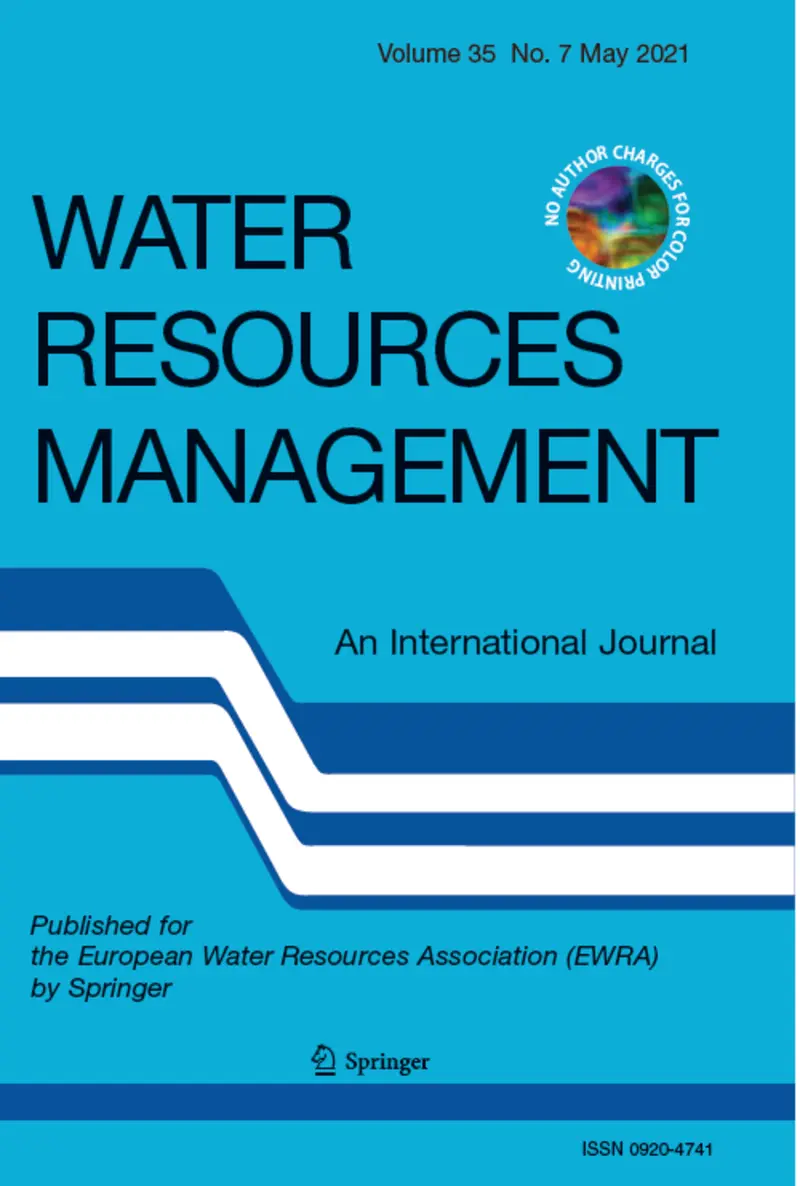 Volume 35 No. 7 May 2021
NO AUTHOR CHARGES FOR COLOR PRINTING
WATER
RESOURCES
MANAGEMENT
An International Journal
Published for
the European Water Resources Association (EWRA)
by Springer
Springer
ISSN 0920-4741